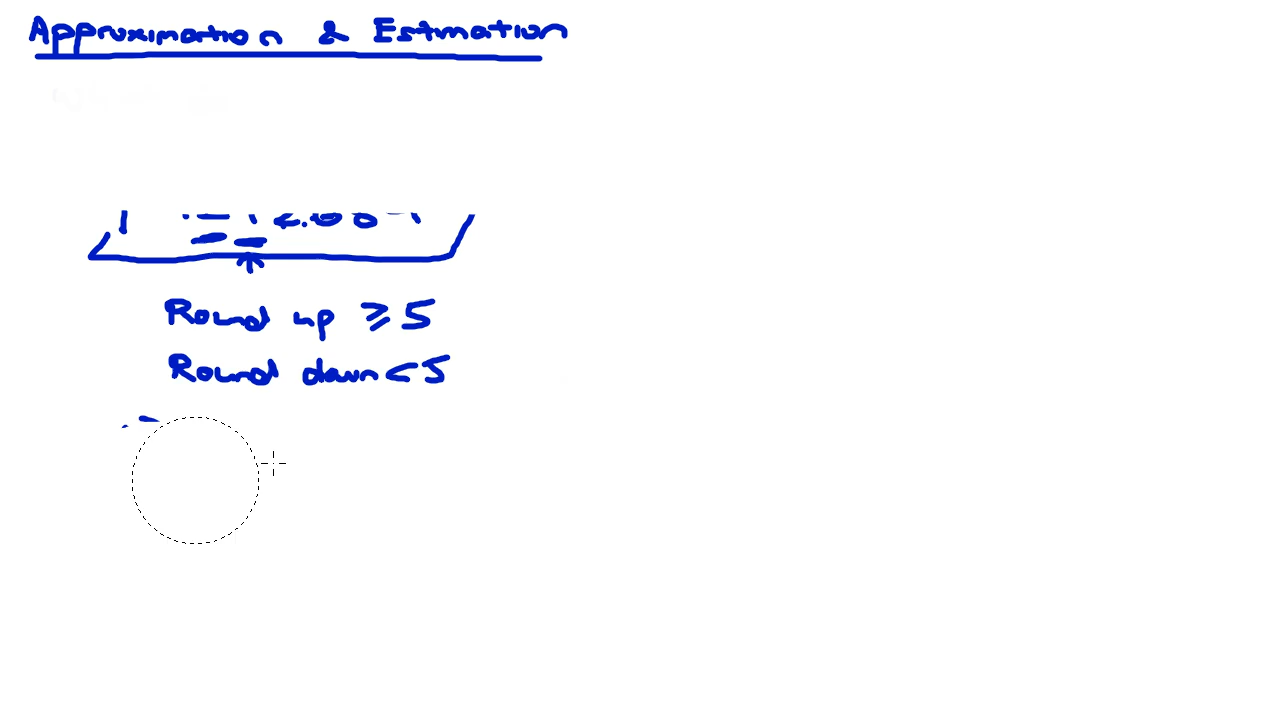 Approximation & Estimation
Round up ⩾ 5
Round down < 5